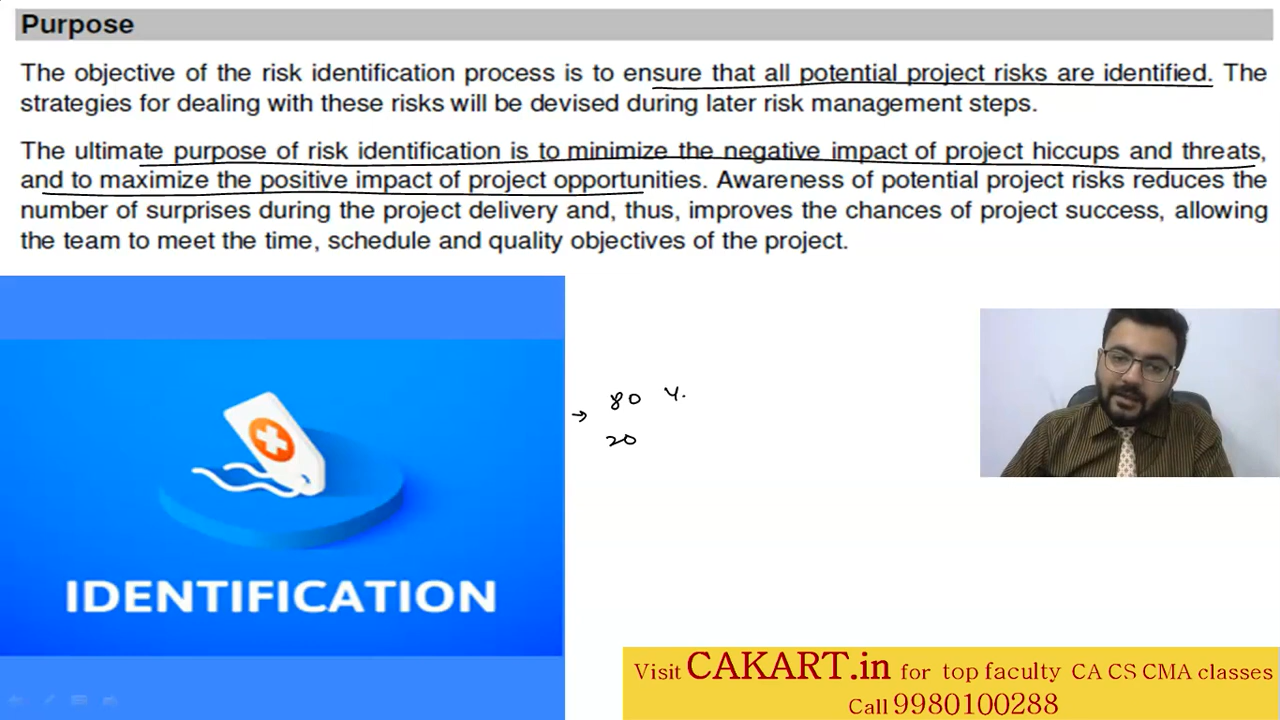 Purpose
The objective of the risk identification process is to ensure that all potential project risks are identified. The
strategies for dealing with these risks will be devised during later risk management steps.
The ultimate purpose of risk identification is to minimize the negative impact of project hiccups and threats,
and to maximize the positive impact of project opportunities. Awareness of potential project risks reduces the
number of surprises during the project delivery and, thus, improves the chances of project success, allowing
the team to meet the time, schedule and quality objectives of the project.
→ 80 %
20
IDENTIFICATION
Visit CAKART.in for top faculty CA CS CMA classes
Call 9980100288